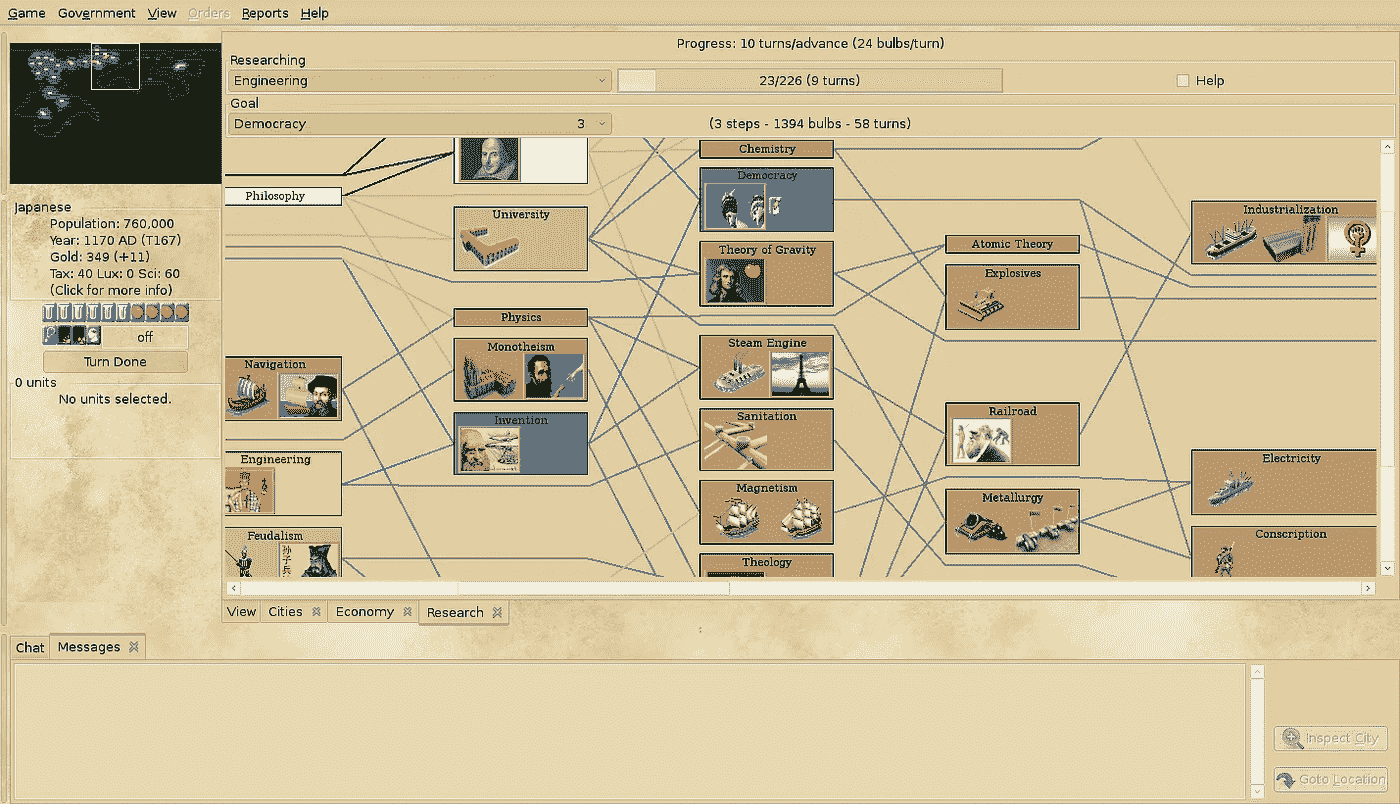 Game Government View Orders Reports Help
Progress: 10 turns/advance (24 bulbs/turn)
Researching
Engineering 23/226 (9 turns) Help
Goal
Democracy 3 (3 steps - 1394 bulbs - 58 turns)
Japanese
Population: 760,000
Year: 1170 AD (T167)
Gold: 349 (+11)
Tax: 40 Lux: 0 Sci: 60
(Click for more info)
off
Turn Done
0 units
No units selected.
Philosophy
Navigation
Engineering
Feudalism
孫子兵
University
Physics
Monotheism
Invention
Chemistry
Democracy
Theory of Gravity
Steam Engine
Sanitation
Magnetism
Theology
Atomic Theory
Explosives
Railroad
Metallurgy
Industrialization
Electricity
Conscription
View Cities Economy Research
Chat Messages
Inspect City
Goto Location